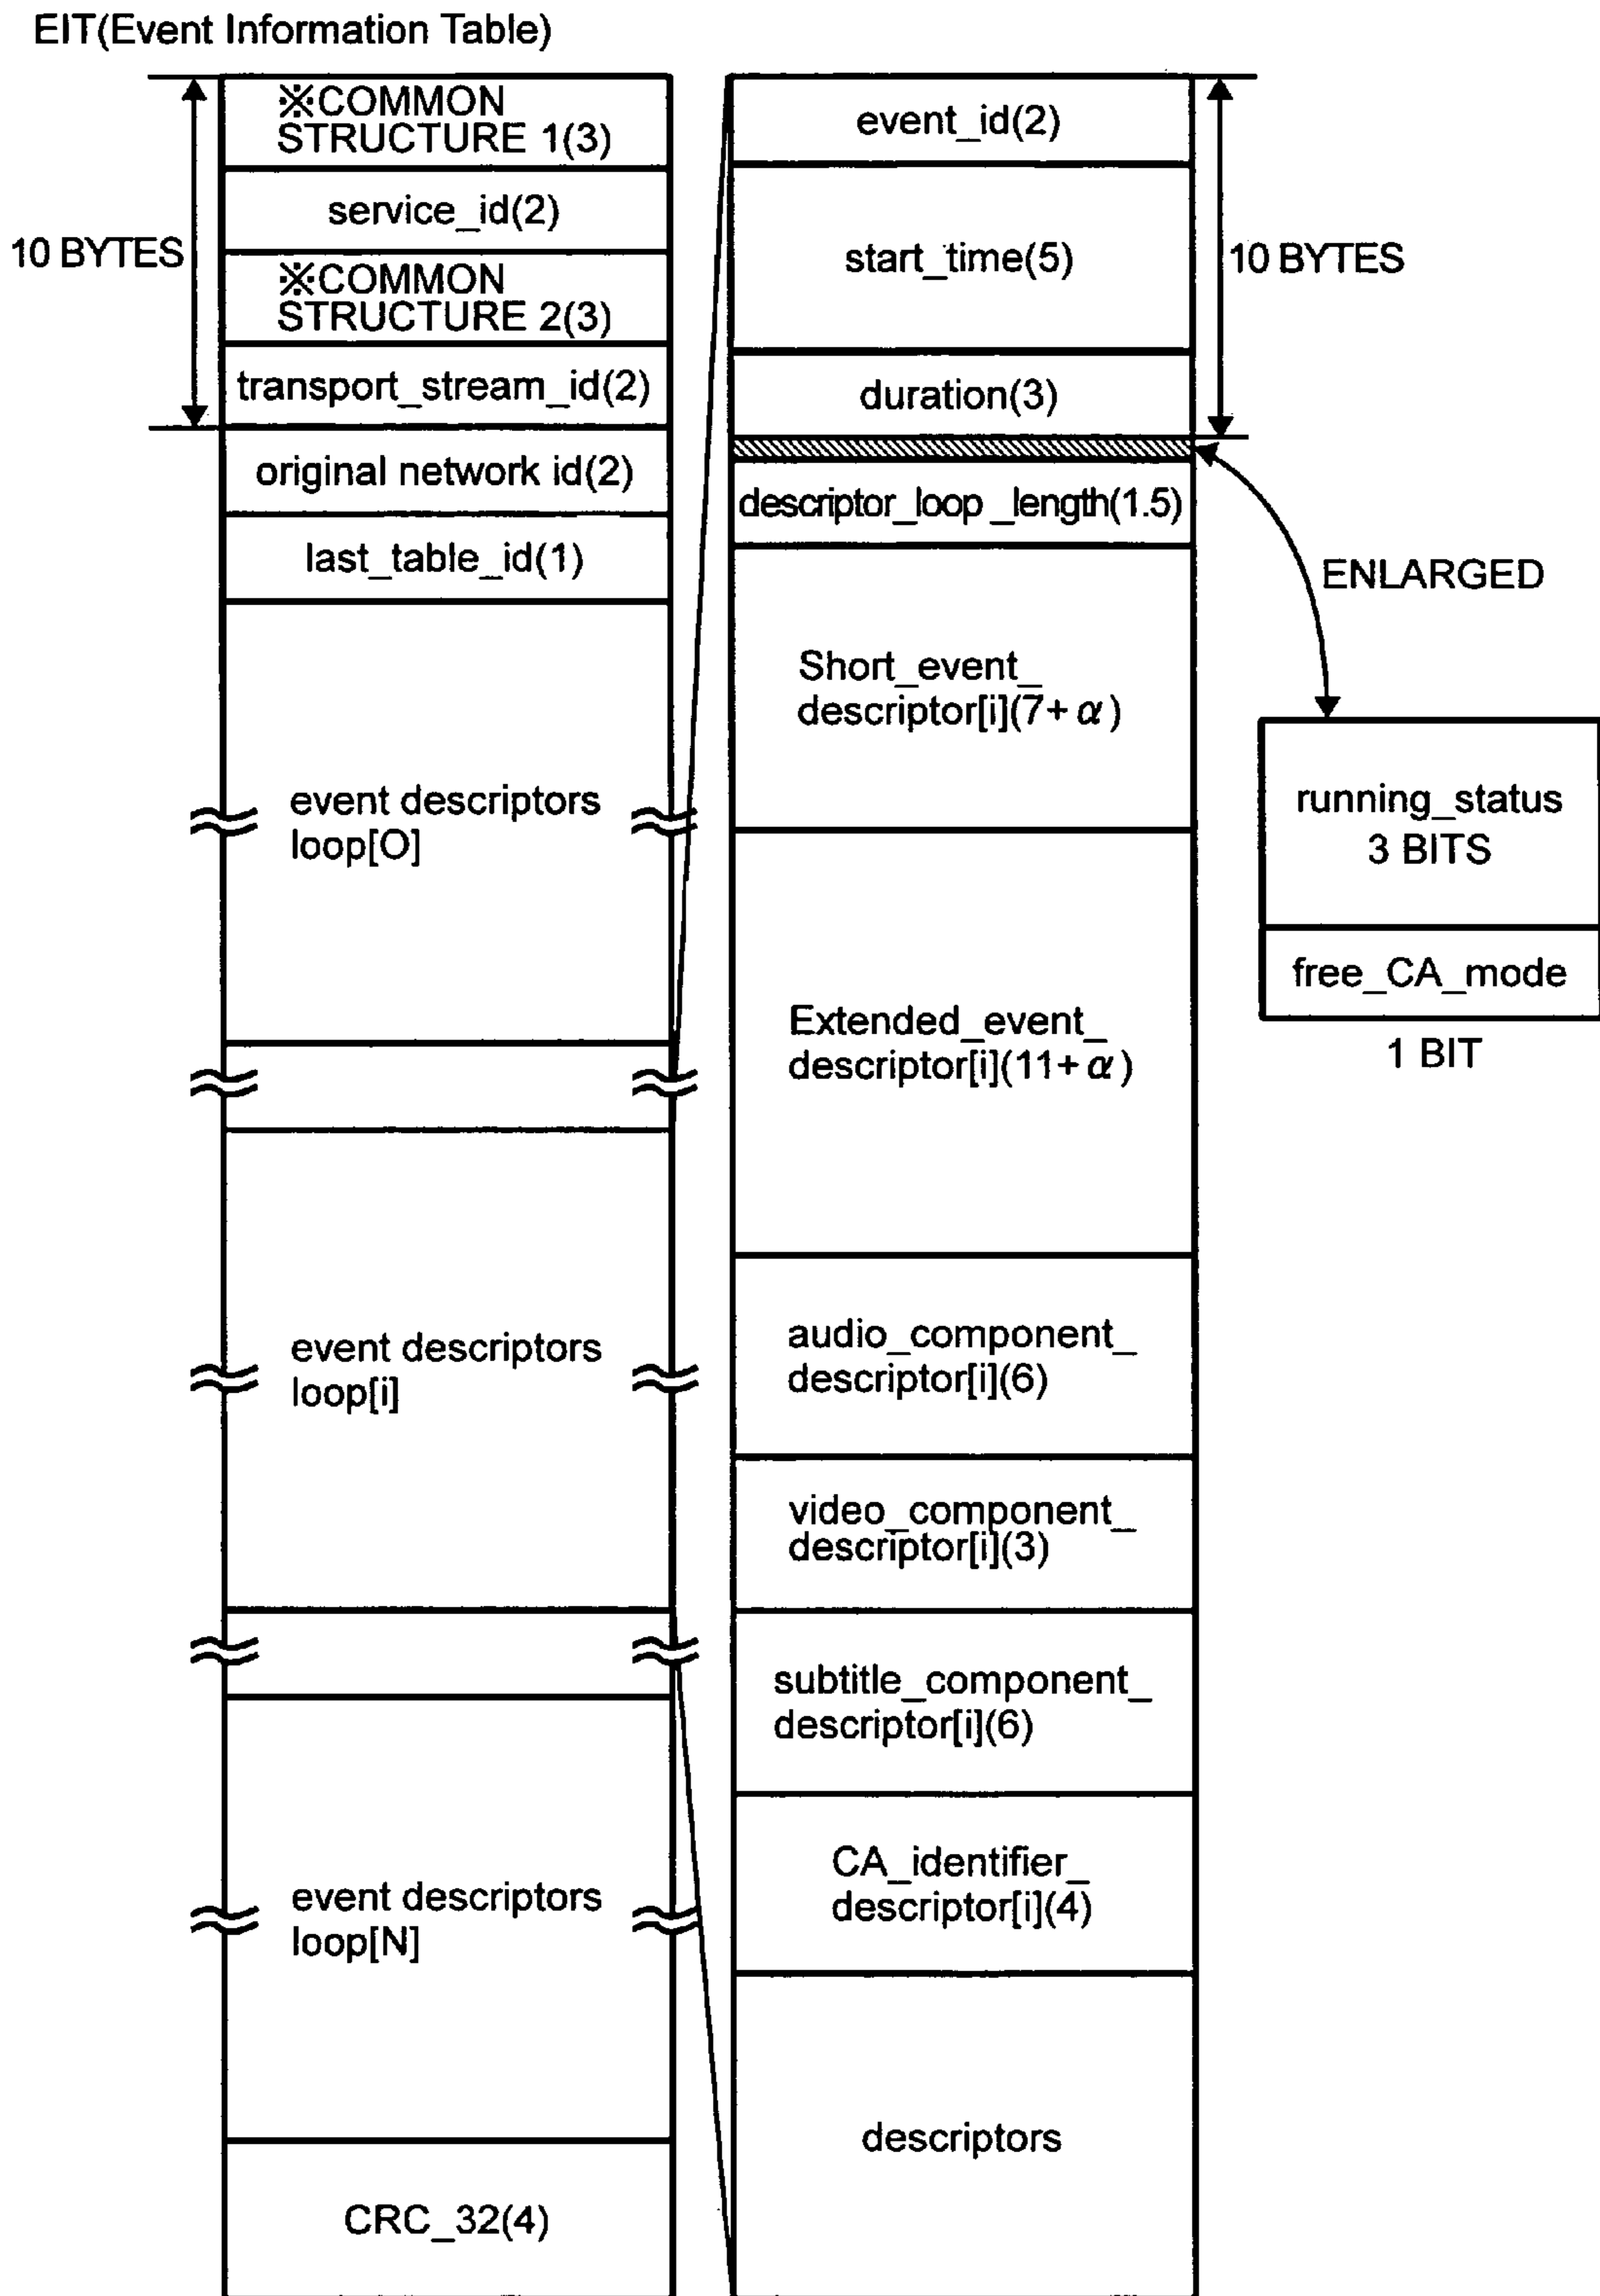 EIT(Event Information Table)
※COMMON
STRUCTURE 1(3)
service_id(2)
10 BYTES
※COMMON
STRUCTURE 2(3)
transport_stream_id(2)
original network id(2)
last_table_id(1)
event descriptors
loop[O]
event descriptors
loop[i]
event descriptors
loop[N]
CRC_32(4)
event_id(2)
start_time(5)
10 BYTES
duration(3)
descriptor_loop_length(1.5)
ENLARGED
Short_event_
descriptor[i](7+α)
running_status
3 BITS
free_CA_mode
1 BIT
Extended_event_
descriptor[i](11+α)
audio_component_
descriptor[i](6)
video_component_
descriptor[i](3)
subtitle_component_
descriptor[i](6)
CA_identifier_
descriptor[i](4)
descriptors